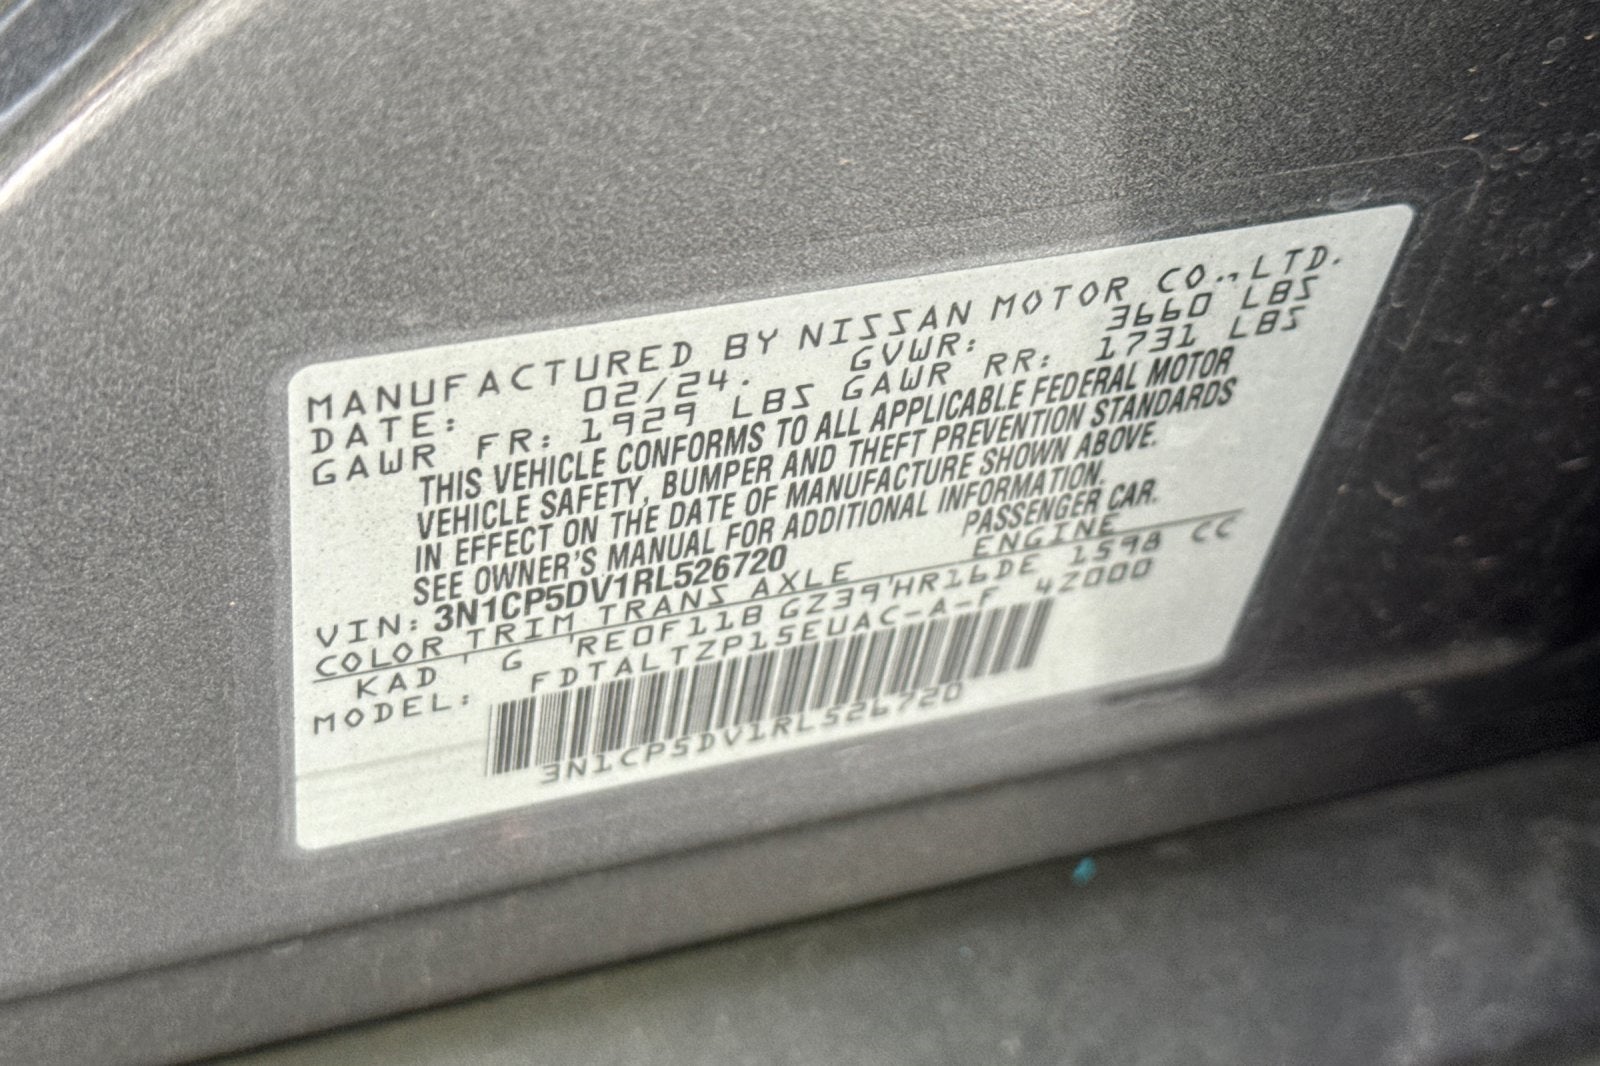 MANUFACTURED BY NISSAN MOTOR CO.,LTD.
DATE: 02/24. GVWR: 3660 LBS
GAWR FR: 1929 LBS GAWR RR: 1731 LBS
THIS VEHICLE CONFORMS TO ALL APPLICABLE FEDERAL MOTOR
VEHICLE SAFETY, BUMPER AND THEFT PREVENTION STANDARDS
IN EFFECT ON THE DATE OF MANUFACTURE SHOWN ABOVE.
SEE OWNER'S MANUAL FOR ADDITIONAL INFORMATION.
VIN: 3N1CP5DV1RL526720 PASSENGER CAR.
COLOR TRIM TRANS AXLE ENGINE
KAD G RE0F11B GZ39 HR16DE 1598 CC
MODEL: FDTALTZP15EUAC-A-F 4Z000
3N1CP5DV1RL526720